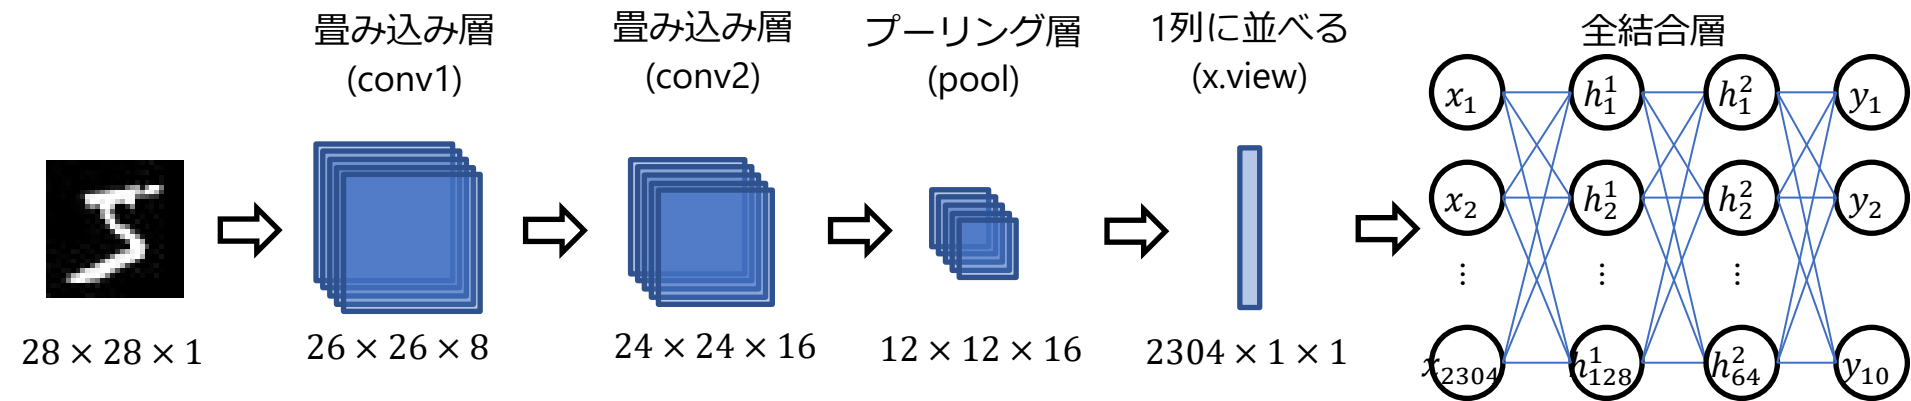 畳み込み層
(conv1)
畳み込み層
(conv2)
プーリング層
(pool)
1列に並べる
(x.view)
全結合層
28 × 28 × 1
26 × 26 × 8
24 × 24 × 16
12 × 12 × 16
2304 × 1 × 1
x₁ h₁¹ h₁² y₁
x₂ h₂¹ h₂² y₂
⋮ ⋮ ⋮ ⋮
x₂₃₀₄ h₁₂₈¹ h₆₄² y₁₀